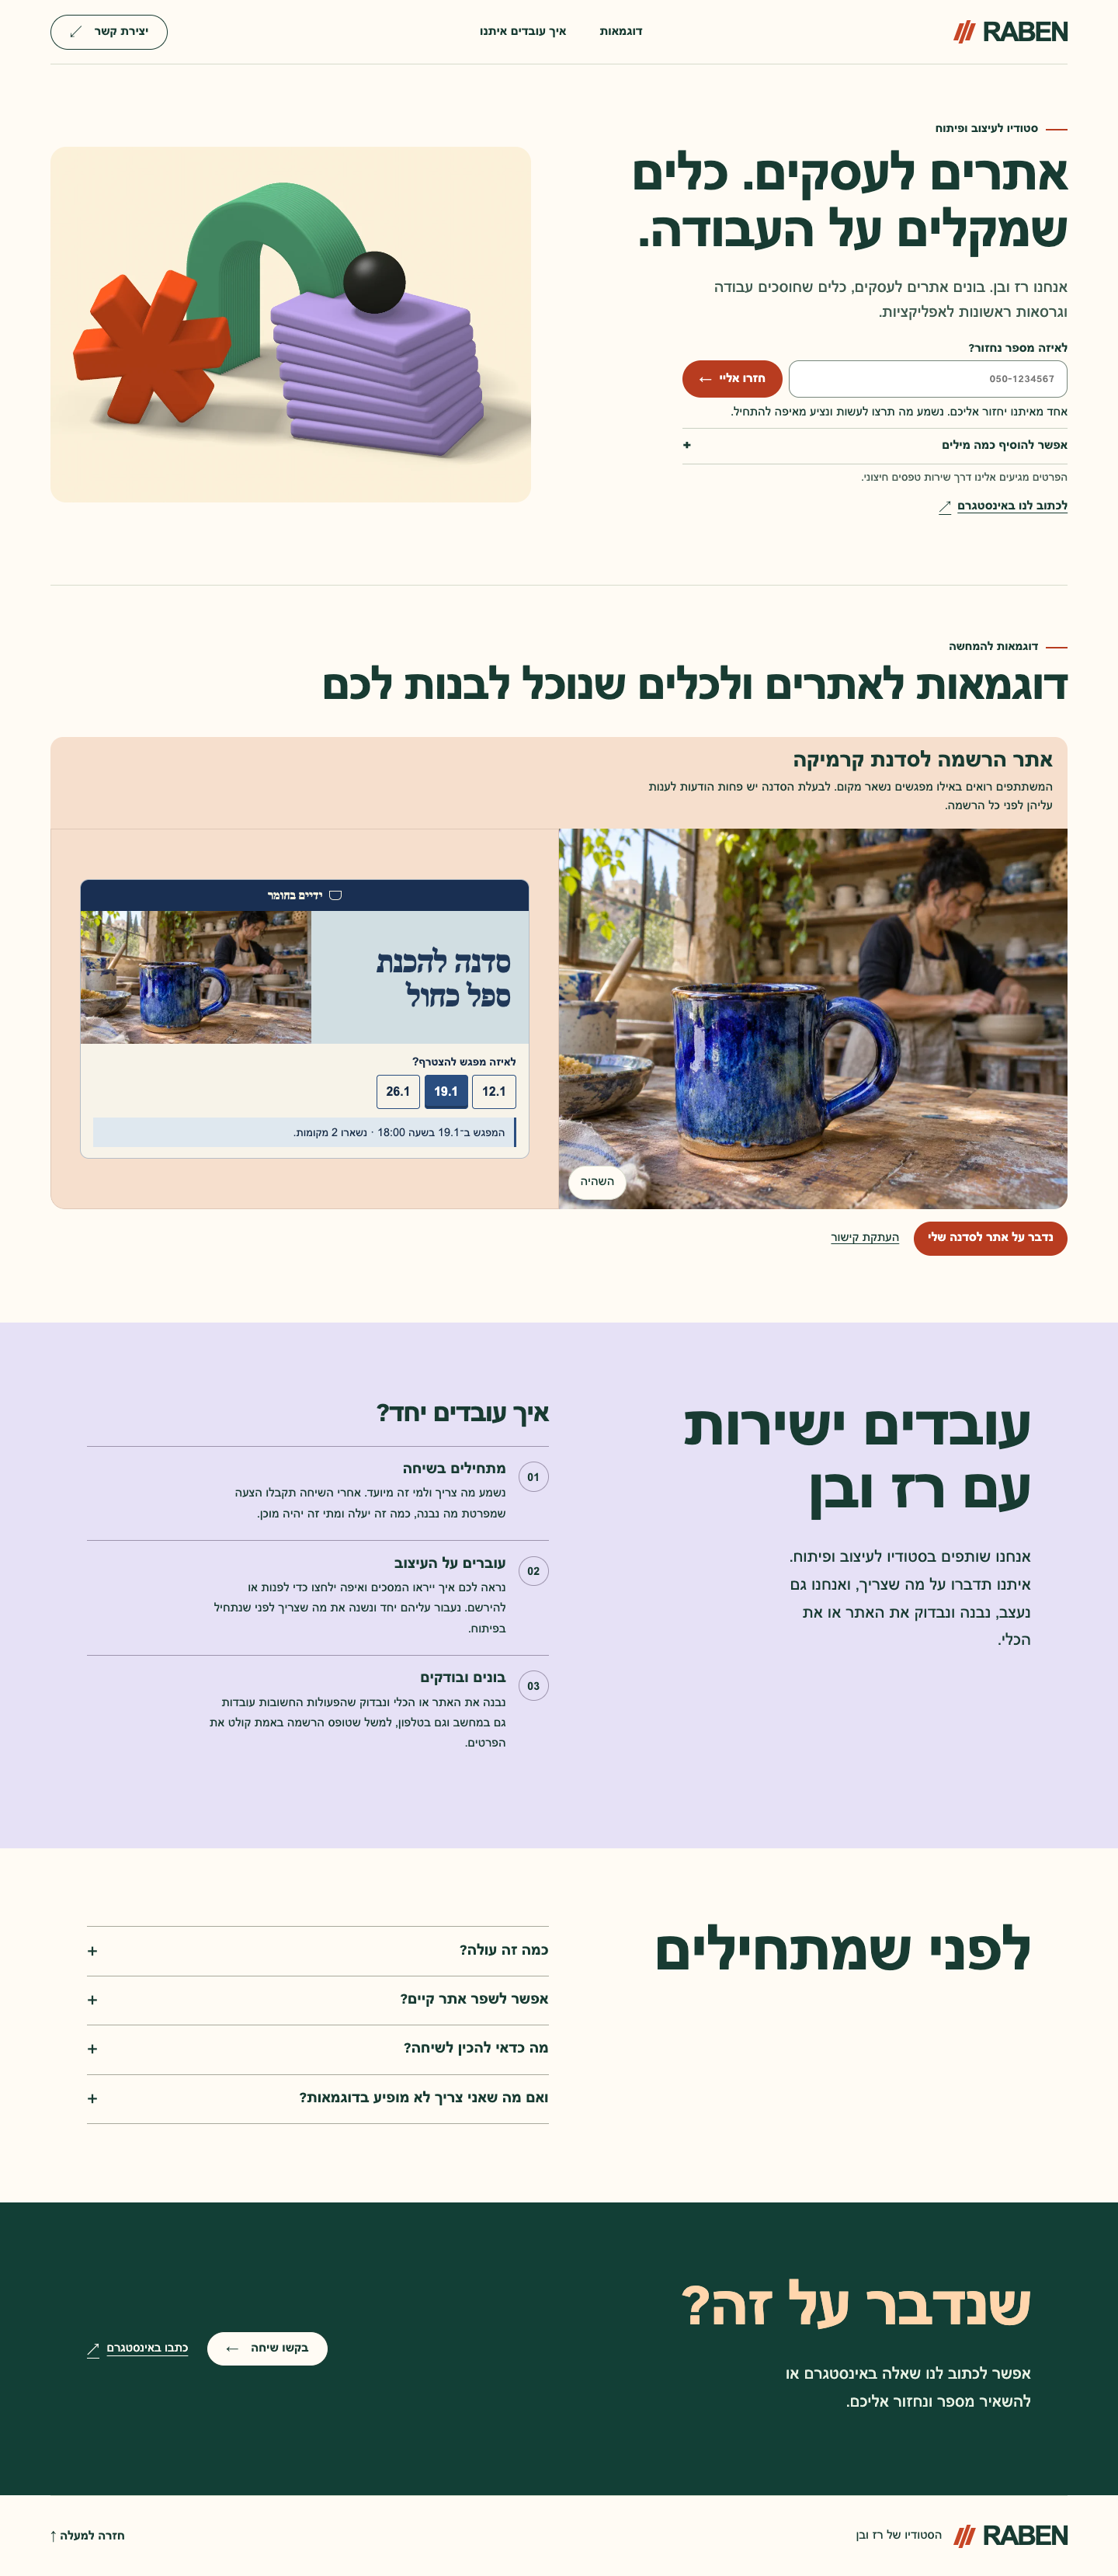 RABEN
דוגמאות
איך עובדים איתנו
יצירת קשר ↙
סטודיו לעיצוב ופיתוח
אתרים לעסקים. כלים
שמקלים על העבודה.
אנחנו רז ובן. בונים אתרים לעסקים, כלים שחוסכים עבודה
וגרסאות ראשונות לאפליקציות.
לאיזה מספר נחזור?
050-1234567
חזרו אליי ←
אחד מאיתנו יחזור אליכם. נשמע מה תרצו לעשות ונציע מאיפה להתחיל.
אפשר להוסיף כמה מילים +
הפרטים מגיעים אלינו דרך שירות טפסים חיצוני.
לכתוב לנו באינסטגרם ↗
דוגמאות להמחשה
דוגמאות לאתרים ולכלים שנוכל לבנות לכם
אתר הרשמה לסדנת קרמיקה
המשתתפים רואים באילו מפגשים נשאר מקום. לבעלת הסדנה יש פחות הודעות לענות
עליהן לפני כל הרשמה.
השהיה
ידיים בחומר
סדנה להכנת
ספל כחול
לאיזה מפגש להצטרף?
12.1
19.1
26.1
המפגש ב־19.1 בשעה 18:00 · נשארו 2 מקומות.
נדבר על אתר לסדנה שלי
העתקת קישור
עובדים ישירות
עם רז ובן
אנחנו שותפים בסטודיו לעיצוב ופיתוח.
איתנו תדברו על מה שצריך, ואנחנו גם
נעצב, נבנה ונבדוק את האתר או את
הכלי.
איך עובדים יחד?
01
מתחילים בשיחה
נשמע מה צריך ולמי זה מיועד. אחרי השיחה תקבלו הצעה
שמפרטת מה נבנה, כמה זה יעלה ומתי זה יהיה מוכן.
02
עוברים על העיצוב
נראה לכם איך ייראו המסכים ואיפה ילחצו כדי לפנות או
להירשם. נעבור עליהם יחד ונשנה את מה שצריך לפני שנתחיל
בפיתוח.
03
בונים ובודקים
נבנה את האתר או הכלי ונבדוק שהפעולות החשובות עובדות
גם במחשב וגם בטלפון, למשל שטופס הרשמה באמת קולט את
הפרטים.
לפני שמתחילים
כמה זה עולה? +
אפשר לשפר אתר קיים? +
מה כדאי להכין לשיחה? +
ואם מה שאני צריך לא מופיע בדוגמאות? +
שנדבר על זה?
אפשר לכתוב לנו שאלה באינסטגרם או
להשאיר מספר ונחזור אליכם.
בקשו שיחה ←
כתבו באינסטגרם ↗
RABEN
הסטודיו של רז ובן
חזרה למעלה ↑